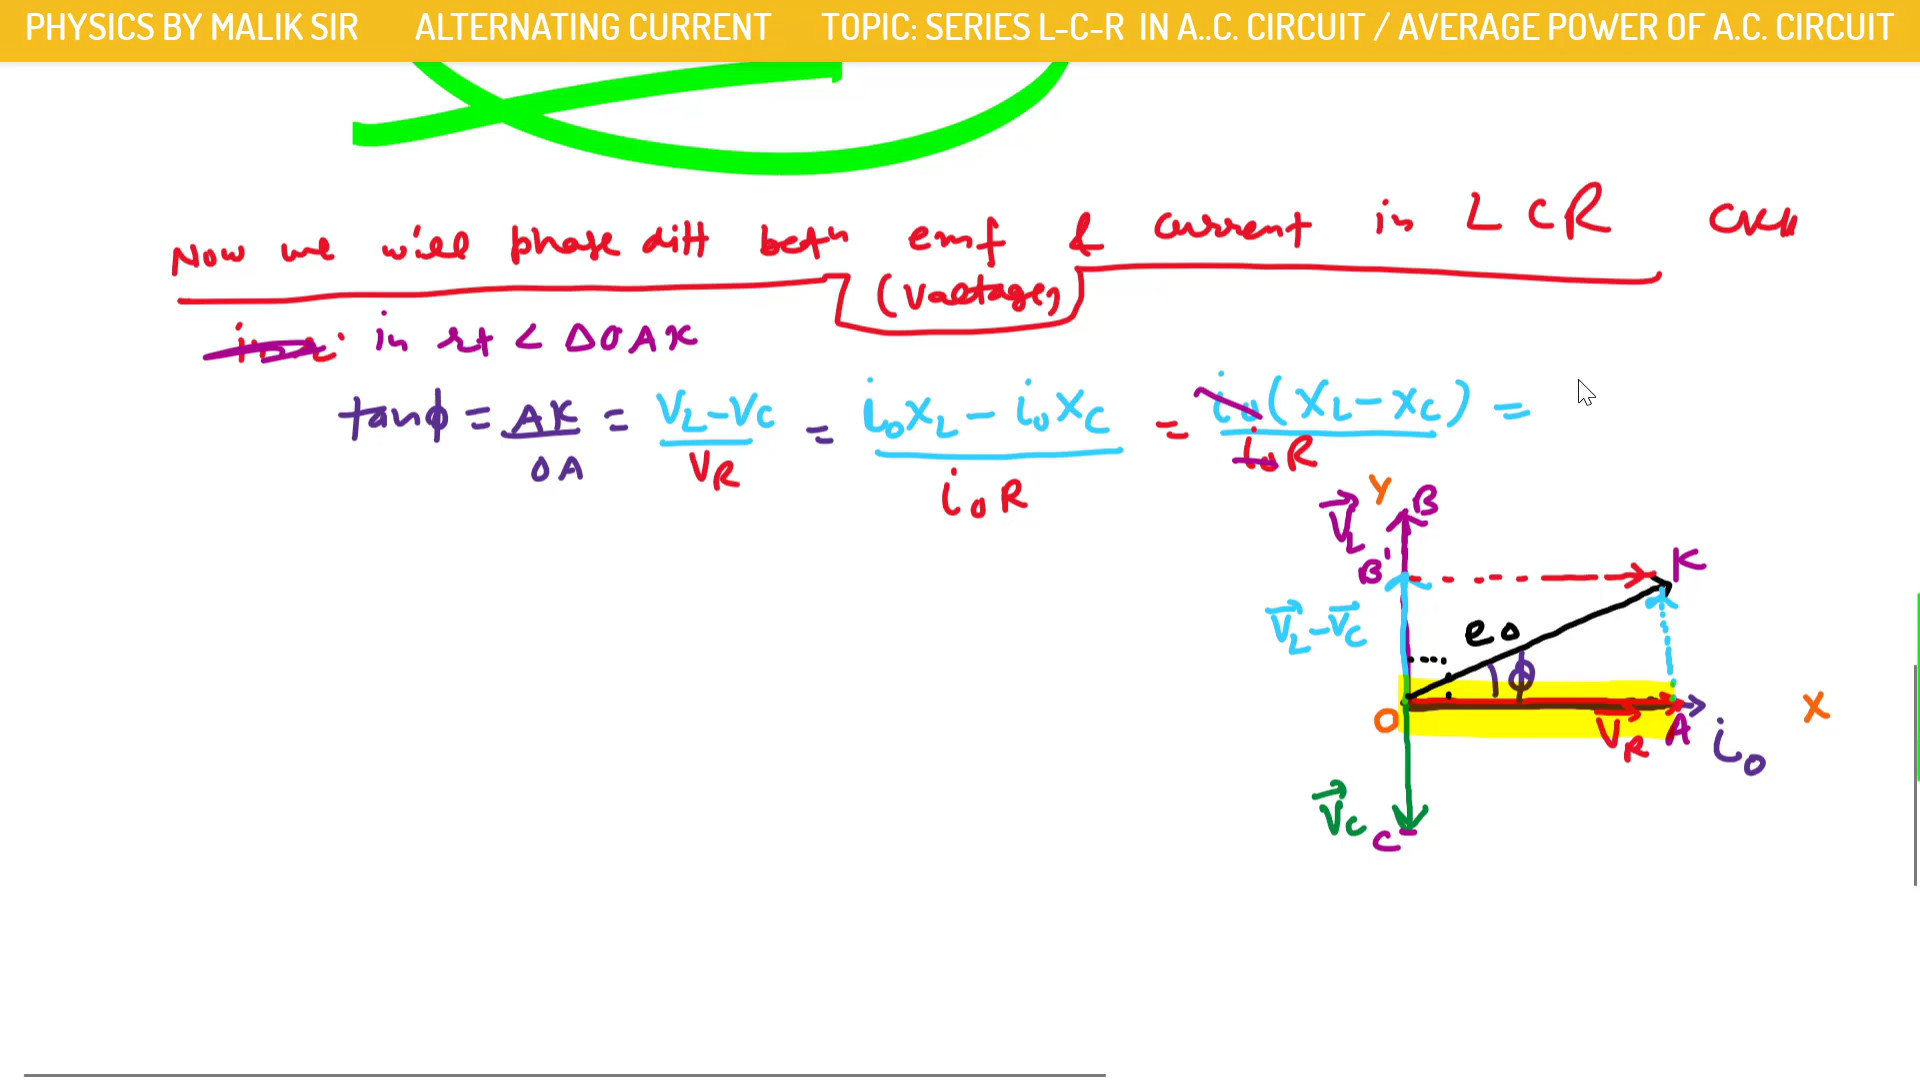 PHYSICS BY MALIK SIR ALTERNATING CURRENT TOPIC: SERIES L-C-R IN A..C. CIRCUIT / AVERAGE POWER OF A.C. CIRCUIT
Now we will phase diff betn emf & current in LCR
(Voltage)
in rt < ΔOAK
tanϕ = AK/OA = VL-VC/VR = i0XL - i0XC/i0R = i0(XL-XC)/i0R =
Y B
VL
B' K
VL-VC
e0
ϕ
O VR A i0 X
VC
C